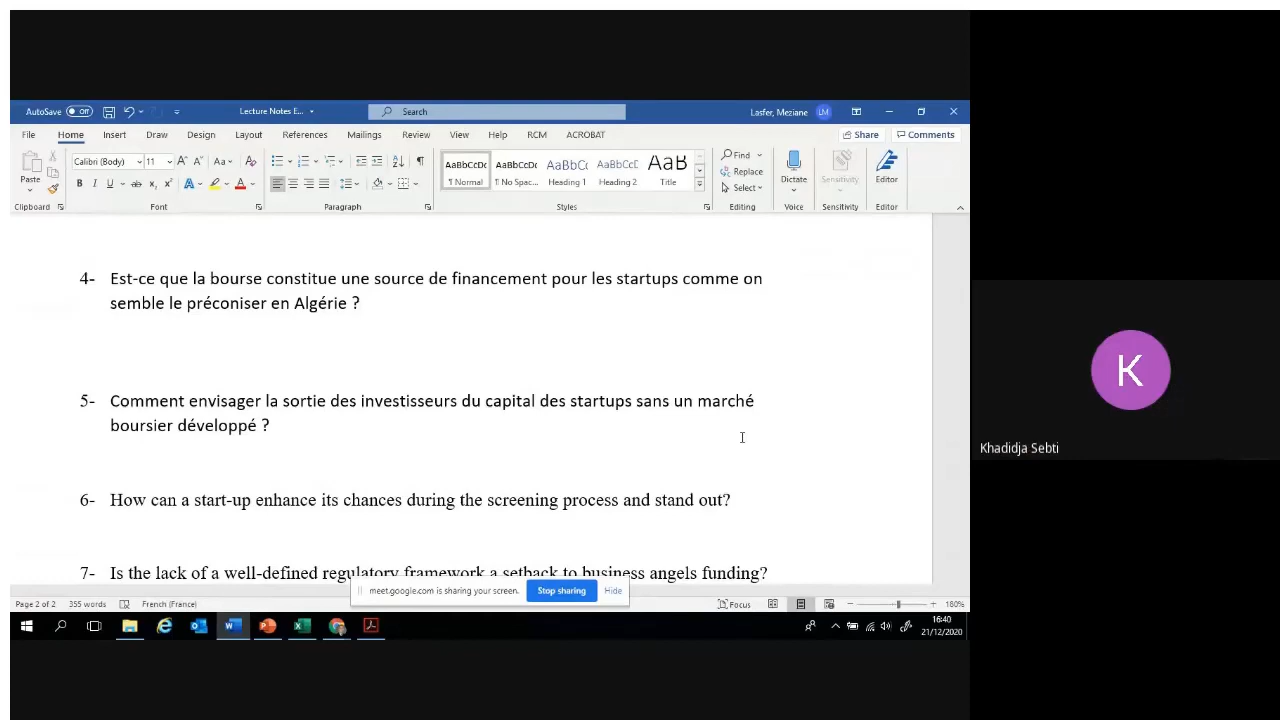 AutoSave Off Lecture Notes E... Search Lasfer, Meziane LM
File Home Insert Draw Design Layout References Mailings Review View Help RCM ACROBAT Share Comments
Paste Calibri (Body) 11 A A Aa A ¶ AaBbCcDc AaBbCcDc AaBbCc AaBbCcD AaB Find Replace Select Dictate Sensitivity Editor
B I U ab x₂ x² A A ¶ Normal ¶ No Spac... Heading 1 Heading 2 Title
Clipboard Font Paragraph Styles Editing Voice Sensitivity Editor
4- Est-ce que la bourse constitue une source de financement pour les startups comme on
semble le préconiser en Algérie ?
5- Comment envisager la sortie des investisseurs du capital des startups sans un marché
boursier développé ?
6- How can a start-up enhance its chances during the screening process and stand out?
7- Is the lack of a well-defined regulatory framework a setback to business angels funding?
meet.google.com is sharing your screen. Stop sharing Hide
Page 2 of 2 355 words French (France) Focus 180%
16:40
21/12/2020
K
Khadidja Sebti